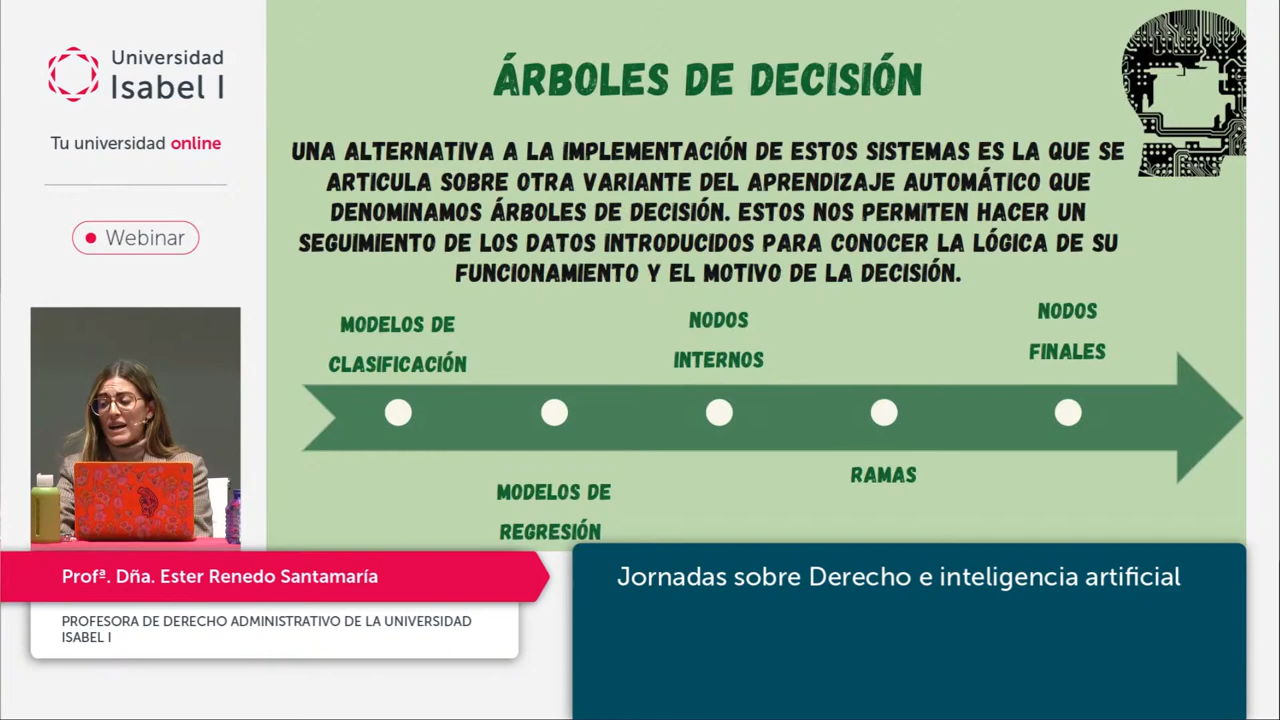 Universidad
Isabel I
Tu universidad online
Webinar
ÁRBOLES DE DECISIÓN
UNA ALTERNATIVA A LA IMPLEMENTACIÓN DE ESTOS SISTEMAS ES LA QUE SE
ARTICULA SOBRE OTRA VARIANTE DEL APRENDIZAJE AUTOMÁTICO QUE
DENOMINAMOS ÁRBOLES DE DECISIÓN. ESTOS NOS PERMITEN HACER UN
SEGUIMIENTO DE LOS DATOS INTRODUCIDOS PARA CONOCER LA LÓGICA DE SU
FUNCIONAMIENTO Y EL MOTIVO DE LA DECISIÓN.
MODELOS DE
CLASIFICACIÓN
MODELOS DE
REGRESIÓN
NODOS
INTERNOS
RAMAS
NODOS
FINALES
Profª. Dña. Ester Renedo Santamaría
PROFESORA DE DERECHO ADMINISTRATIVO DE LA UNIVERSIDAD
ISABEL I
Jornadas sobre Derecho e inteligencia artificial